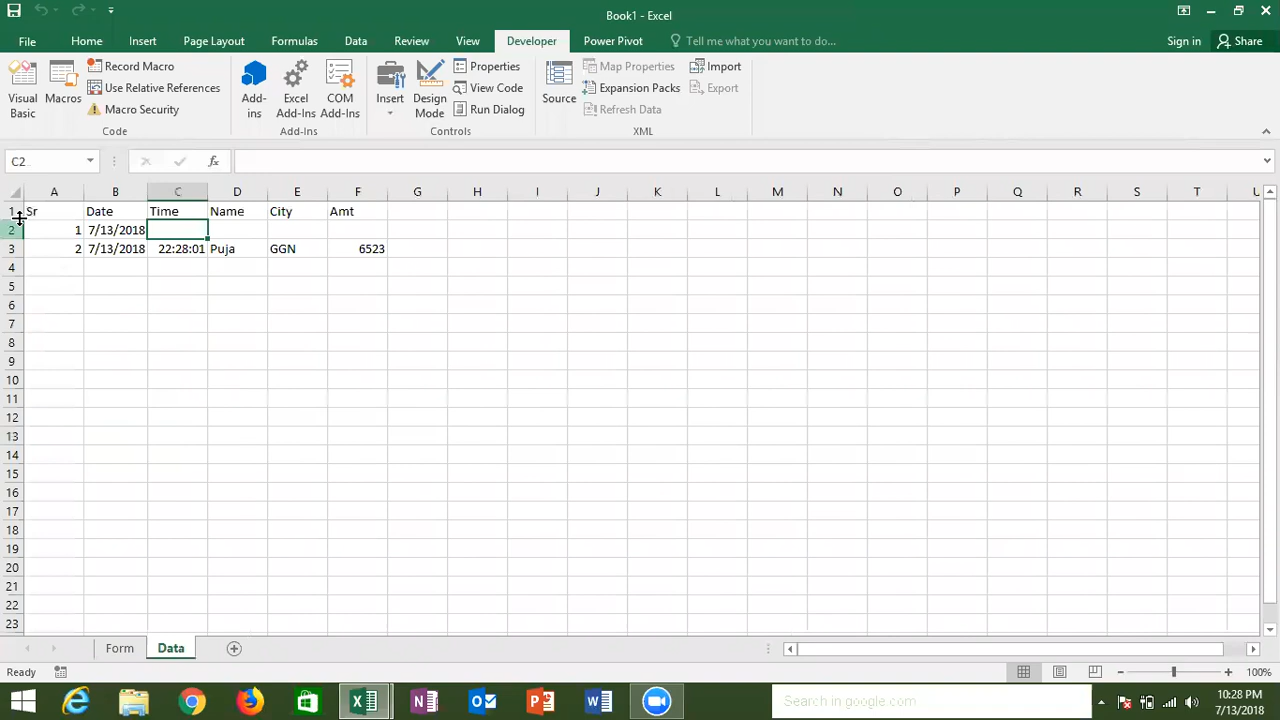 Book1 - Excel
File Home Insert Page Layout Formulas Data Review View Developer Power Pivot Tell me what you want to do... Sign in Share
Visual Basic
Macros
Record Macro
Use Relative References
Macro Security
Code
Add-ins
Excel Add-Ins
COM Add-Ins
Add-Ins
Insert
Design Mode
Properties
View Code
Run Dialog
Controls
Source
Map Properties
Expansion Packs
Refresh Data
Import
Export
XML
C2 fx
A B C D E F G H I J K L M N O P Q R S T U
1 Sr Date Time Name City Amt
2 1 7/13/2018
3 2 7/13/2018 22:28:01 Puja GGN 6523
4
5
6
7
8
9
10
11
12
13
14
15
16
17
18
19
20
21
22
23
Form Data
Ready 100%
Search in google.com
10:28 PM
7/13/2018